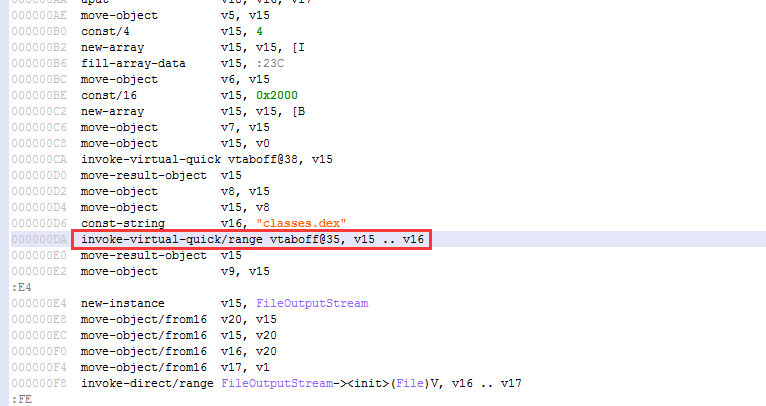 000000AA aput v18, v16, v17
000000AE move-object v5, v15
000000B0 const/4 v15, 4
000000B2 new-array v15, v15, [I
000000B6 fill-array-data v15, :23C
000000BC move-object v6, v15
000000BE const/16 v15, 0x2000
000000C2 new-array v15, v15, [B
000000C6 move-object v7, v15
000000C8 move-object v15, v0
000000CA invoke-virtual-quick vtaboff@38, v15
000000D0 move-result-object v15
000000D2 move-object v8, v15
000000D4 move-object v15, v8
000000D6 const-string v16, "classes.dex"
000000DA invoke-virtual-quick/range vtaboff@35, v15 .. v16
000000E0 move-result-object v15
000000E2 move-object v9, v15
:E4
000000E4 new-instance v15, FileOutputStream
000000E8 move-object/from16 v20, v15
000000EC move-object/from16 v15, v20
000000F0 move-object/from16 v16, v20
000000F4 move-object/from16 v17, v1
000000F8 invoke-direct/range FileOutputStream-><init>(File)V, v16 .. v17
:FE